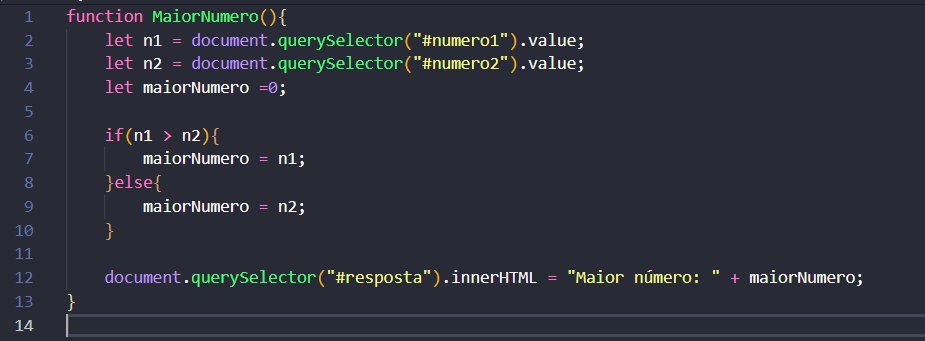 1 function MaiorNumero(){
2 let n1 = document.querySelector("#numero1").value;
3 let n2 = document.querySelector("#numero2").value;
4 let maiorNumero =0;
5
6 if(n1 > n2){
7 maiorNumero = n1;
8 }else{
9 maiorNumero = n2;
10 }
11
12 document.querySelector("#resposta").innerHTML = "Maior número: " + maiorNumero;
13 }
14